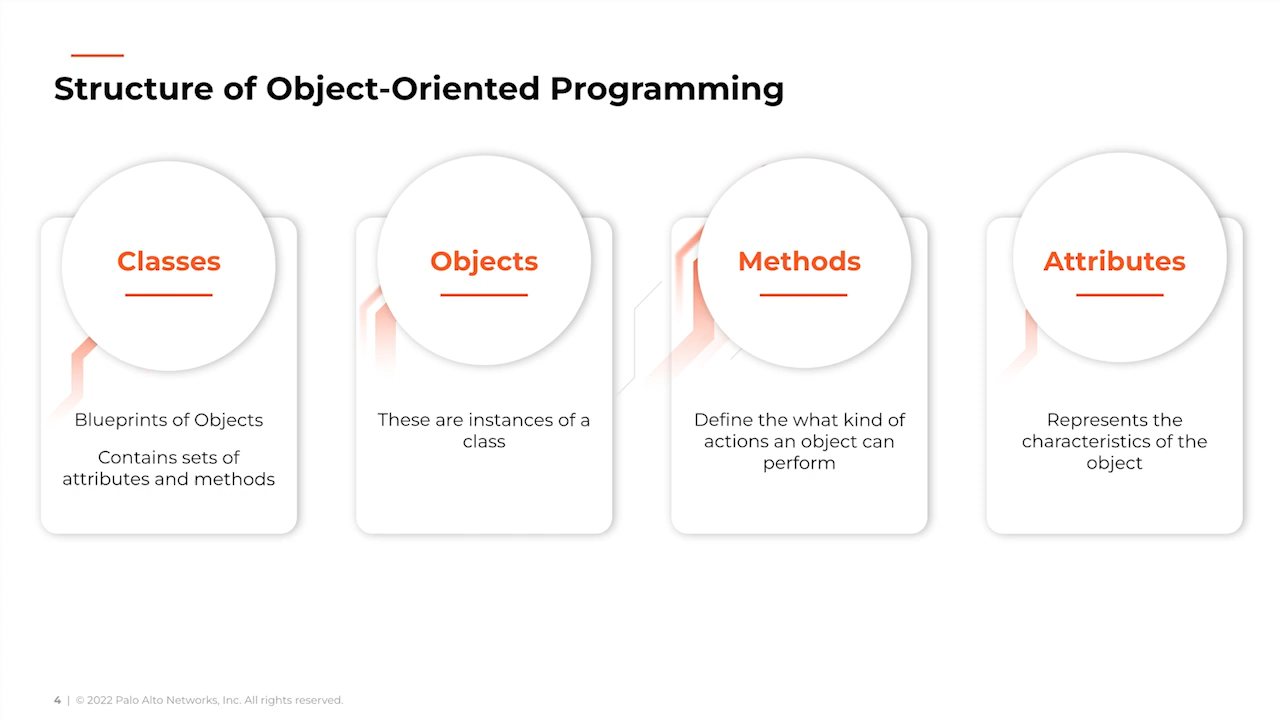 Structure of Object-Oriented Programming
Classes
Blueprints of Objects
Contains sets of
attributes and methods
Objects
These are instances of a
class
Methods
Define the what kind of
actions an object can
perform
Attributes
Represents the
characteristics of the
object
4 | © 2022 Palo Alto Networks, Inc. All rights reserved.